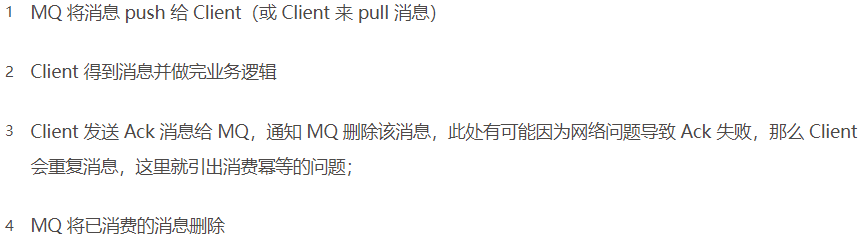 1 MQ 将消息 push 给 Client（或 Client 来 pull 消息）
2 Client 得到消息并做完业务逻辑
3 Client 发送 Ack 消息给 MQ，通知 MQ 删除该消息，此处有可能因为网络问题导致 Ack 失败，那么 Client
会重复消息，这里就引出消费幂等的问题；
4 MQ 将已消费的消息删除